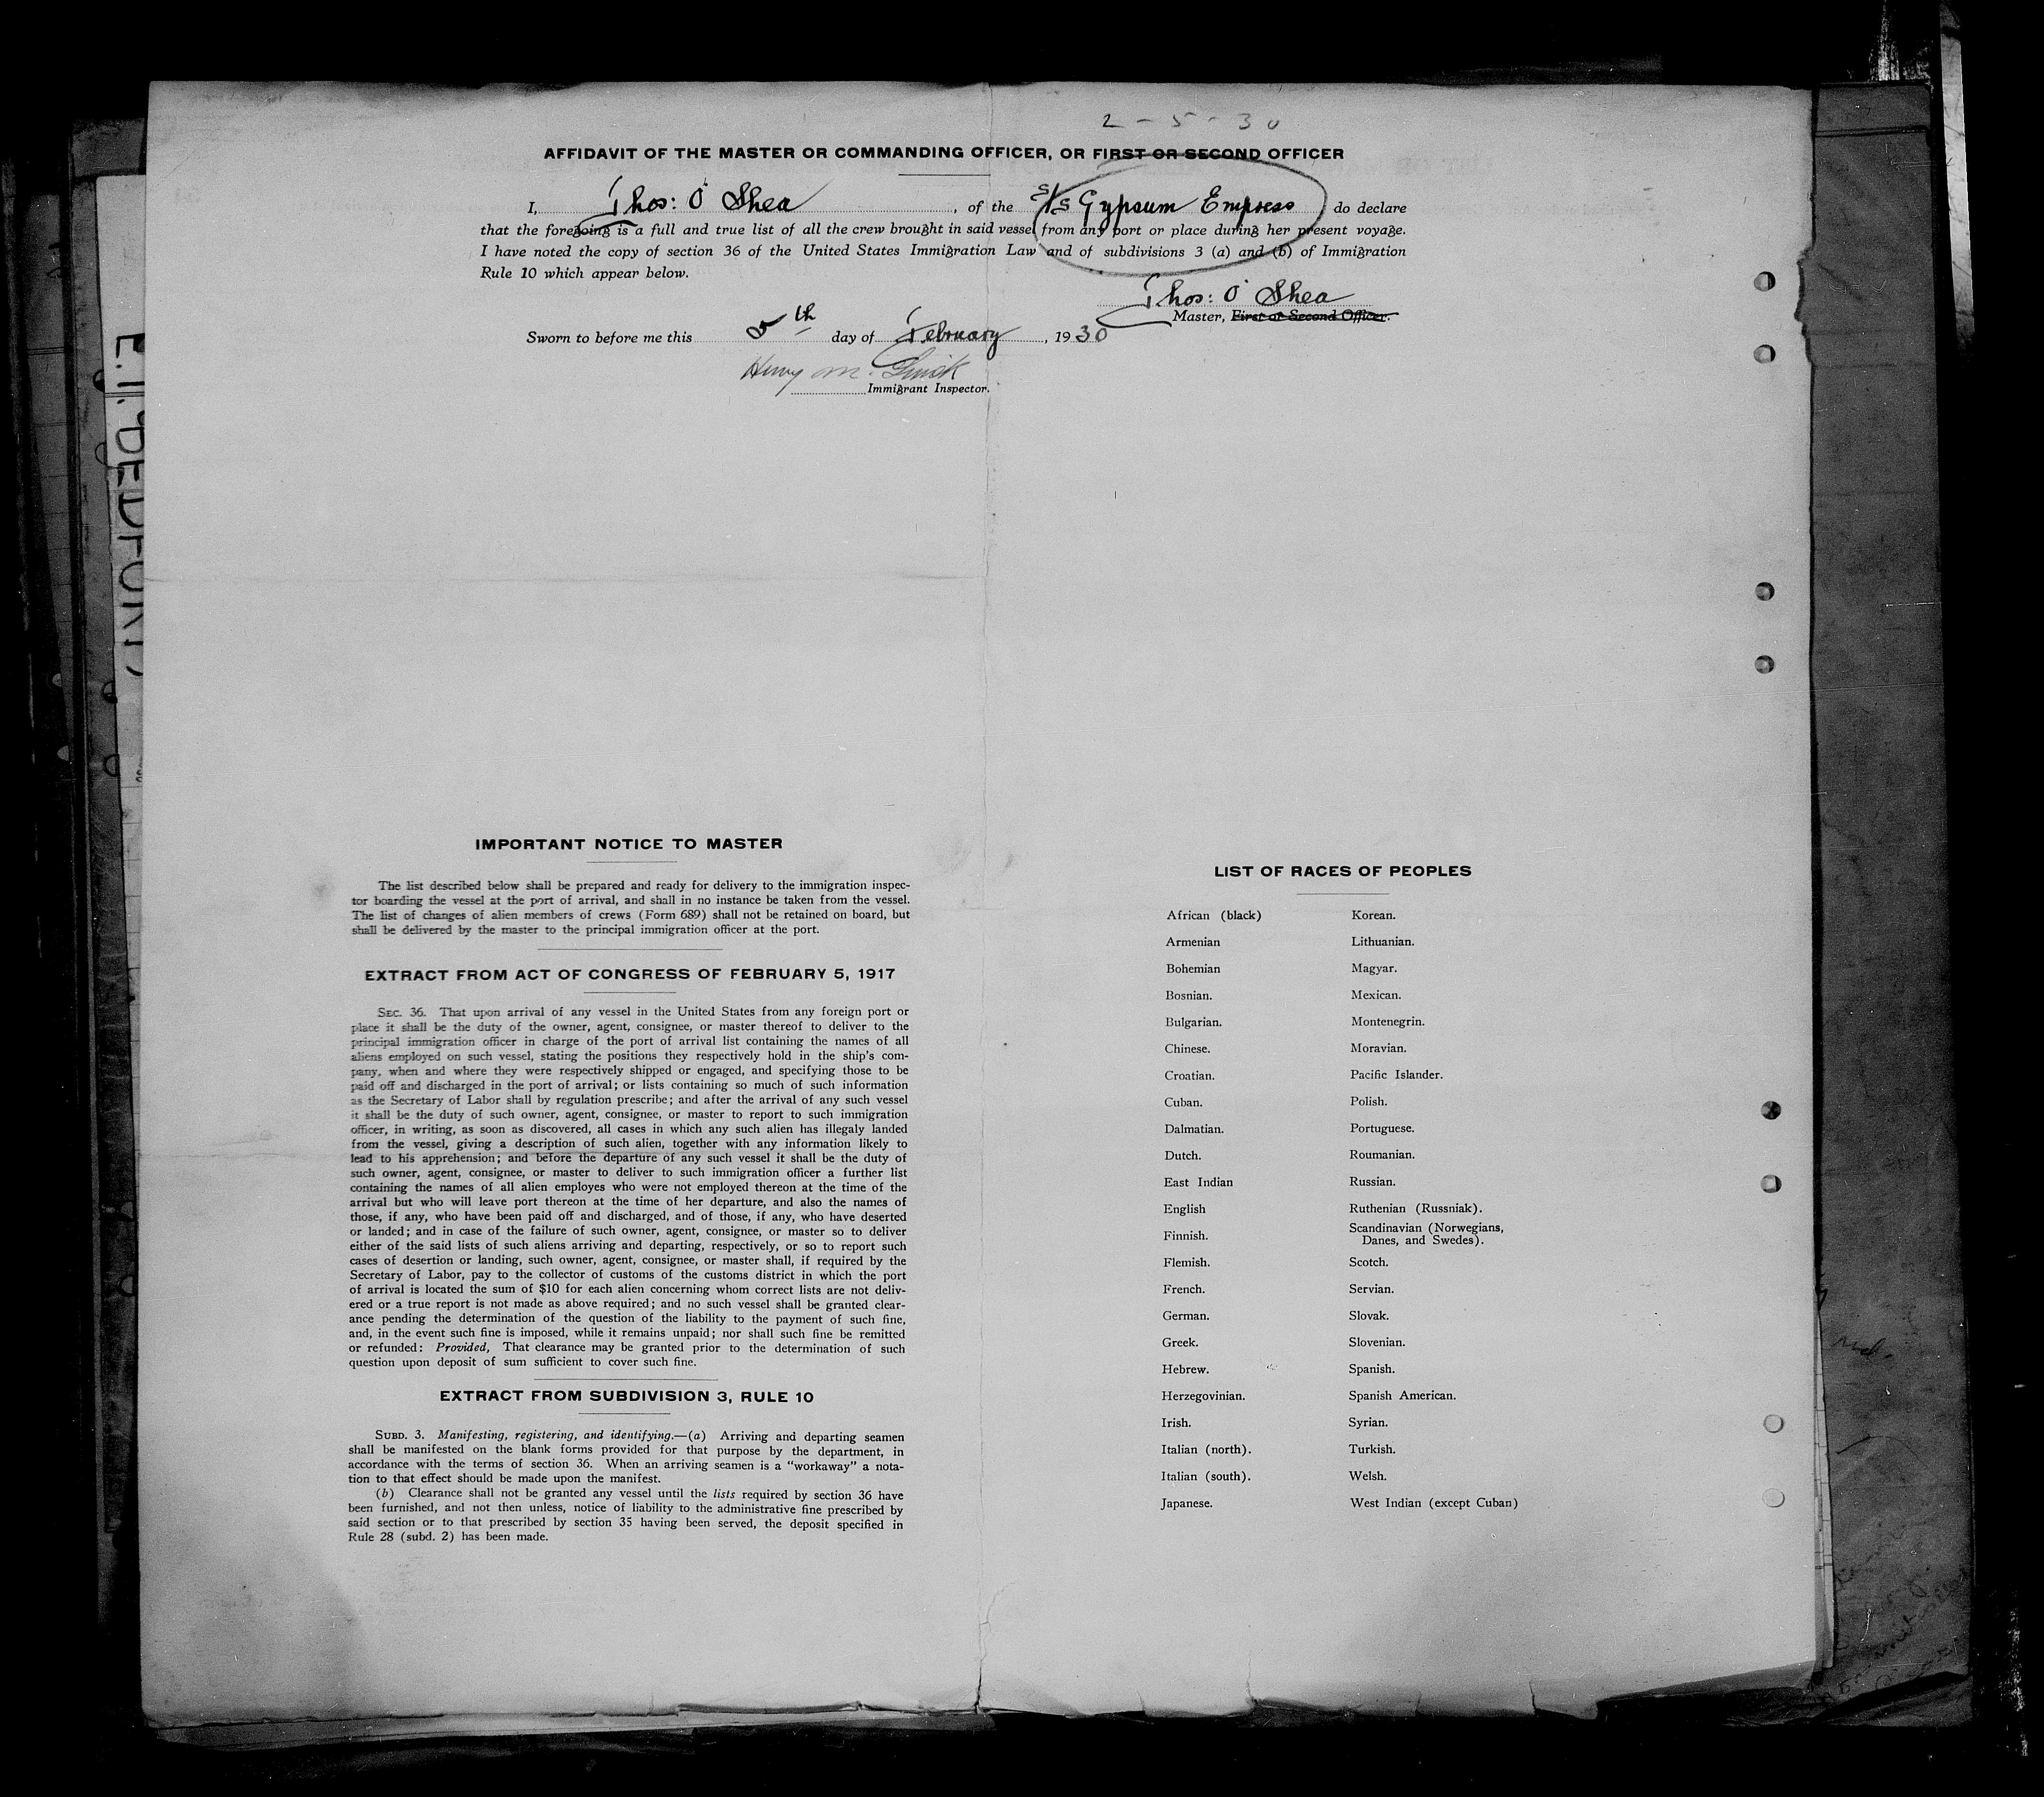 2 - 5 - 30
AFFIDAVIT OF THE MASTER OR COMMANDING OFFICER, OR FIRST OR SECOND OFFICER
I, Thos: O'Shea, of the S/S Gypsum Empress do declare
that the foregoing is a full and true list of all the crew brought in said vessel from any port or place during her present voyage.
I have noted the copy of section 36 of the United States Immigration Law and of subdivisions 3 (a) and (b) of Immigration
Rule 10 which appear below.
Thos: O'Shea
Master, First or Second Officer.
Sworn to before me this 5th day of February, 1930
Henry M.
Immigrant Inspector.
IMPORTANT NOTICE TO MASTER
The list described below shall be prepared and ready for delivery to the immigration inspec-
tor boarding the vessel at the port of arrival, and shall in no instance be taken from the vessel.
The list of changes of alien members of crews (Form 689) shall not be retained on board, but
shall be delivered by the master to the principal immigration officer at the port.
EXTRACT FROM ACT OF CONGRESS OF FEBRUARY 5, 1917
SEC. 36. That upon arrival of any vessel in the United States from any foreign port or
place it shall be the duty of the owner, agent, consignee, or master thereof to deliver to the
principal immigration officer in charge of the port of arrival list containing the names of all
aliens employed on such vessel, stating the positions they respectively hold in the ship's com-
pany, when and where they were respectively shipped or engaged, and specifying those to be
paid off and discharged in the port of arrival; or lists containing so much of such information
as the Secretary of Labor shall by regulation prescribe; and after the arrival of any such vessel
it shall be the duty of such owner, agent, consignee, or master to report to such immigration
officer, in writing, as soon as discovered, all cases in which any such alien has illegaly landed
from the vessel, giving a description of such alien, together with any information likely to
lead to his apprehension; and before the departure of any such vessel it shall be the duty of
such owner, agent, consignee, or master to deliver to such immigration officer a further list
containing the names of all alien employes who were not employed thereon at the time of the
arrival but who will leave port thereon at the time of her departure, and also the names of
those, if any, who have been paid off and discharged, and of those, if any, who have deserted
or landed; and in case of the failure of such owner, agent, consignee, or master so to deliver
either of the said lists of such aliens arriving and departing, respectively, or so to report such
cases of desertion or landing, such owner, agent, consignee, or master shall, if required by the
Secretary of Labor, pay to the collector of customs of the customs district in which the port
of arrival is located the sum of $10 for each alien concerning whom correct lists are not deliv-
ered or a true report is not made as above required; and no such vessel shall be granted clear-
ance pending the determination of the question of the liability to the payment of such fine,
and, in the event such fine is imposed, while it remains unpaid; nor shall such fine be remitted
or refunded: Provided, That clearance may be granted prior to the determination of such
question upon deposit of sum sufficient to cover such fine.
EXTRACT FROM SUBDIVISION 3, RULE 10
SUBD. 3. Manifesting, registering, and identifying.—(a) Arriving and departing seamen
shall be manifested on the blank forms provided for that purpose by the department, in
accordance with the terms of section 36. When an arriving seamen is a "workaway" a nota-
tion to that effect should be made upon the manifest.
(b) Clearance shall not be granted any vessel until the lists required by section 36 have
been furnished, and not then unless, notice of liability to the administrative fine prescribed by
said section or to that prescribed by section 35 having been served, the deposit specified in
Rule 28 (subd. 2) has been made.
LIST OF RACES OF PEOPLES
African (black) Korean.
Armenian Lithuanian.
Bohemian Magyar.
Bosnian. Mexican.
Bulgarian. Montenegrin.
Chinese. Moravian.
Croatian. Pacific Islander.
Cuban. Polish.
Dalmatian. Portuguese.
Dutch. Roumanian.
East Indian Russian.
English Ruthenian (Russniak).
Finnish. Scandinavian (Norwegians,
Danes, and Swedes).
Flemish. Scotch.
French. Servian.
German. Slovak.
Greek. Slovenian.
Hebrew. Spanish.
Herzegovinian. Spanish American.
Irish. Syrian.
Italian (north). Turkish.
Italian (south). Welsh.
Japanese. West Indian (except Cuban)